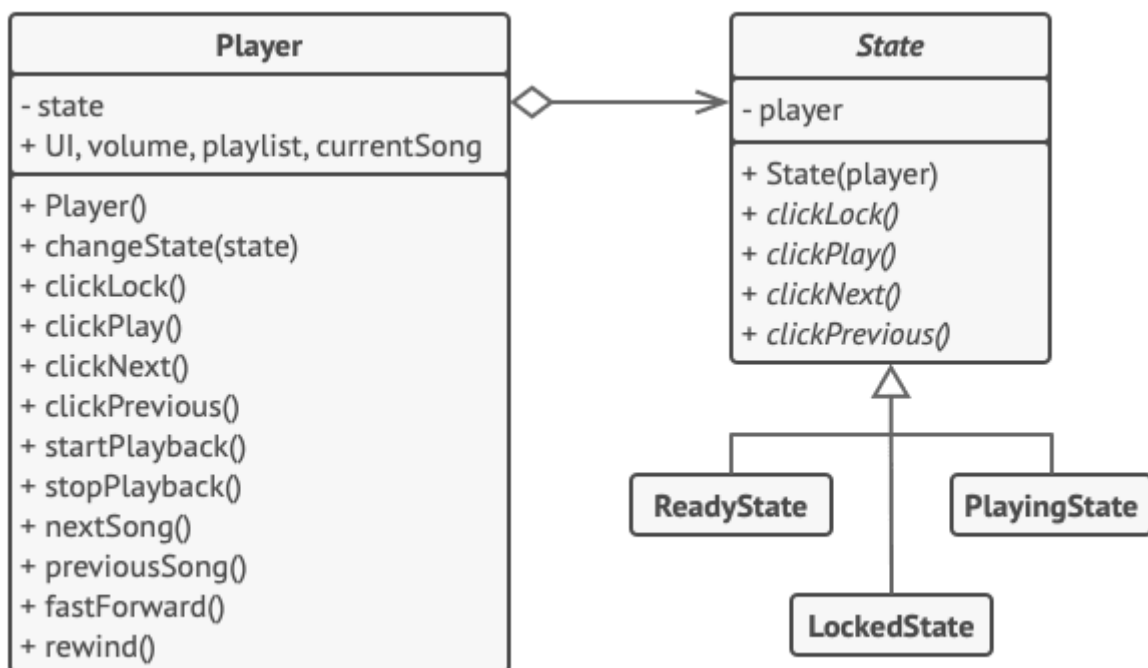 Player
- state
+ UI, volume, playlist, currentSong
+ Player()
+ changeState(state)
+ clickLock()
+ clickPlay()
+ clickNext()
+ clickPrevious()
+ startPlayback()
+ stopPlayback()
+ nextSong()
+ previousSong()
+ fastForward()
+ rewind()
State
- player
+ State(player)
+ clickLock()
+ clickPlay()
+ clickNext()
+ clickPrevious()
ReadyState
PlayingState
LockedState